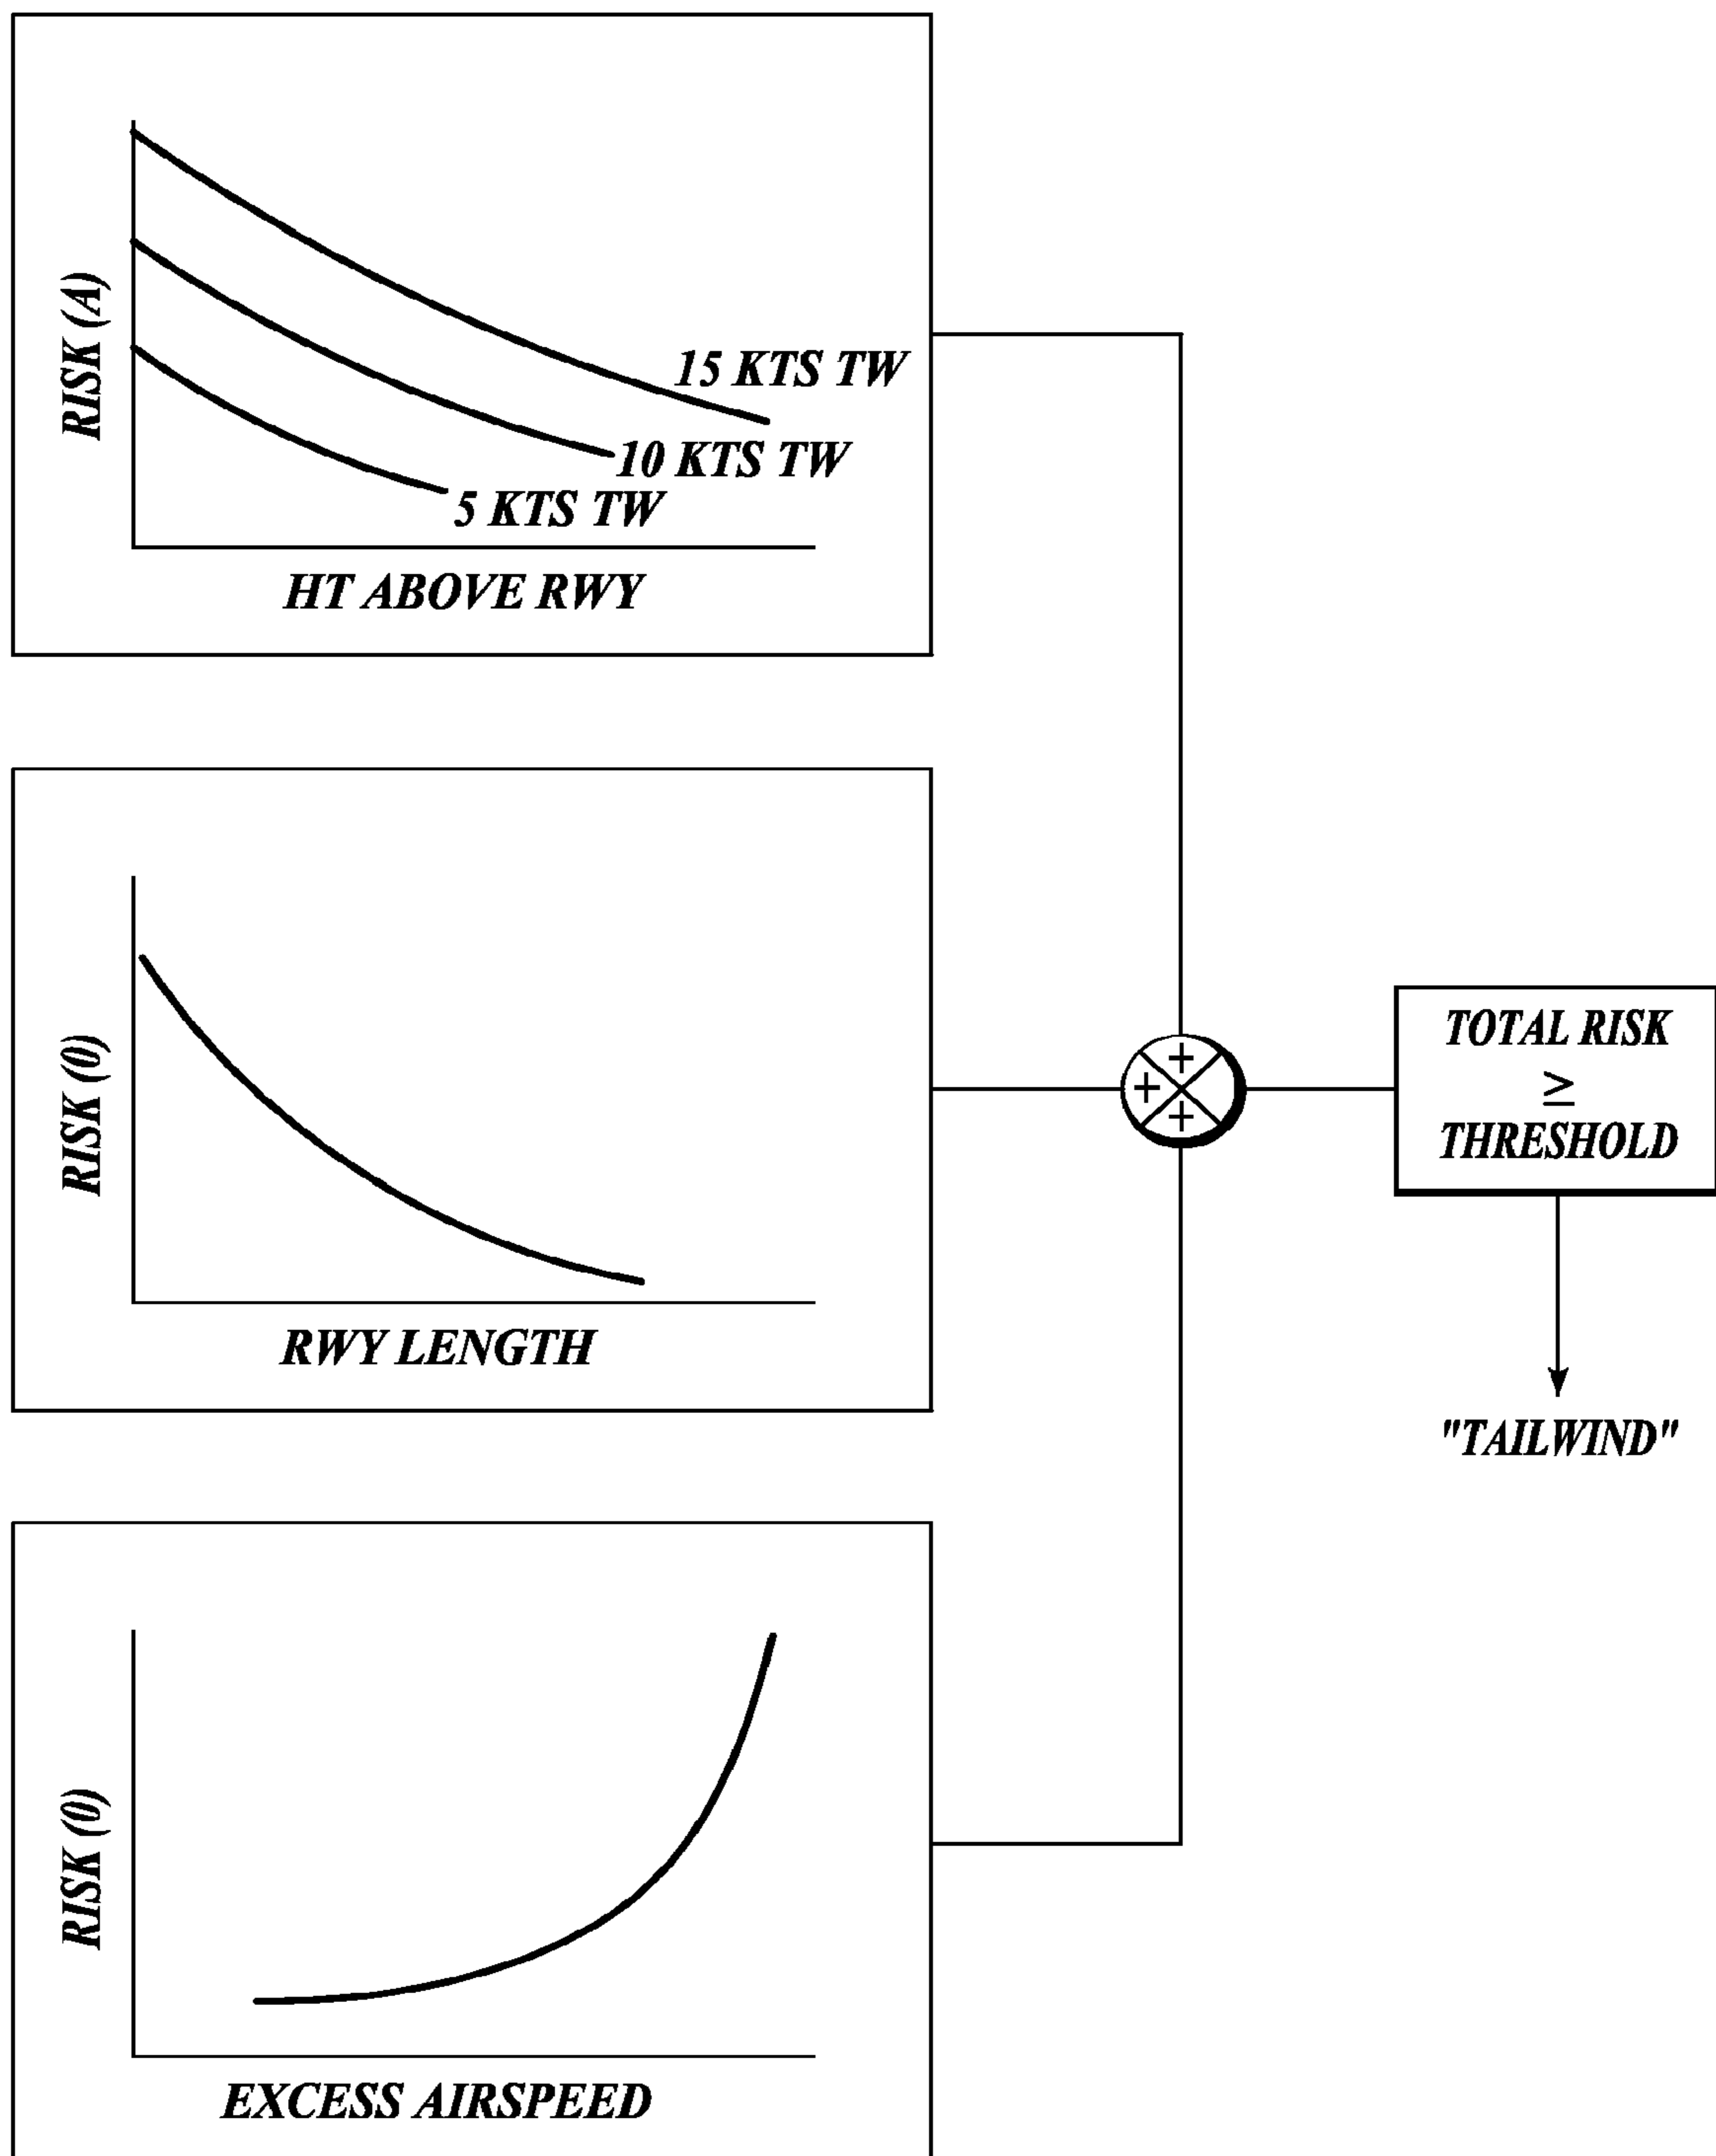 RISK (A)
15 KTS TW
10 KTS TW
5 KTS TW
HT ABOVE RWY
RISK (0)
RWY LENGTH
RISK (0)
EXCESS AIRSPEED
+
+
+
TOTAL RISK
≥
THRESHOLD
"TAILWIND"